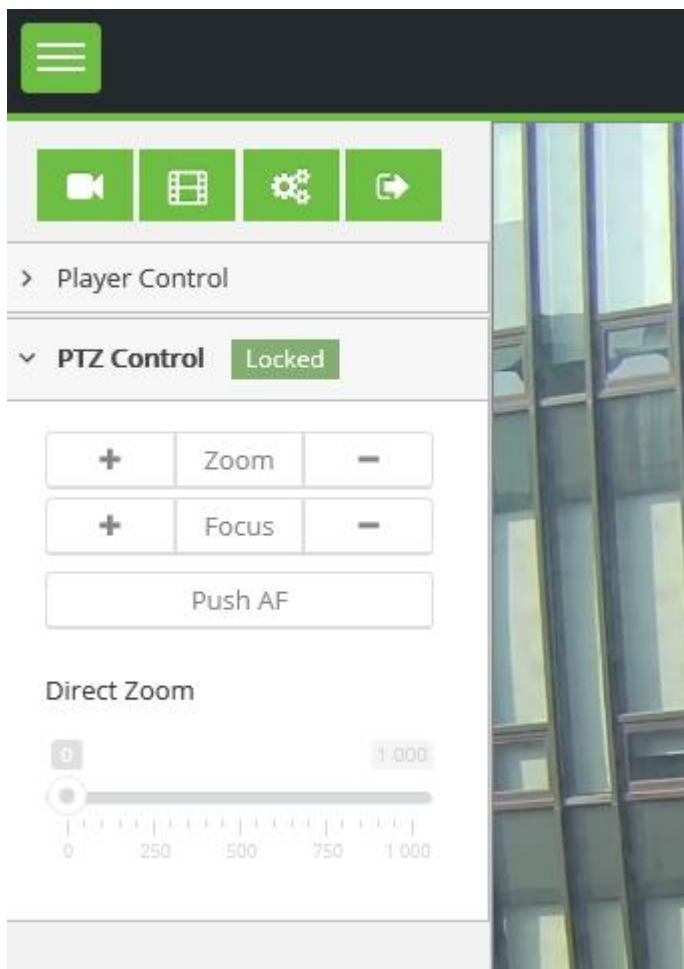 Player Control
PTZ Control Locked
+ Zoom −
+ Focus −
Push AF
Direct Zoom
0 1 000
0 250 500 750 1 000